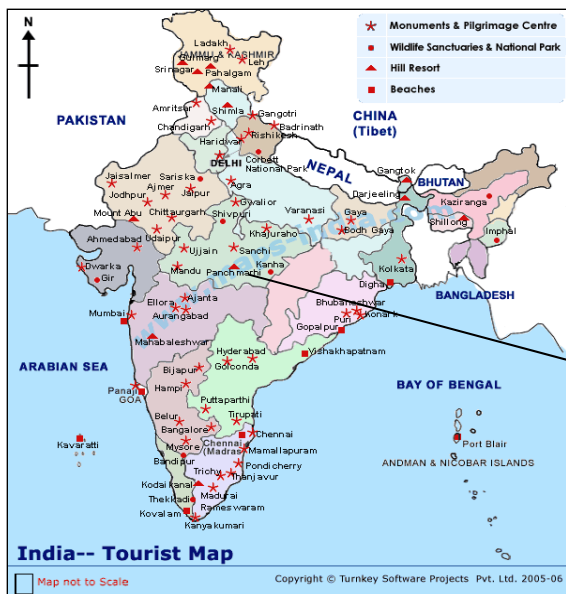 N
Monuments & Pilgrimage Centre
Wildlife Sanctuaries & National Park
Hill Resort
Beaches
Ladakh
JAMMU & KASHMIR
Gurmarg
Leh
Srinagar
Pahalgam
Manali
Amritsar
Shimla
Gangotri
Chandigarh
Badrinath
PAKISTAN
CHINA
(Tibet)
Haridwar
Rishikesh
DELHI
Corbett
National Park
NEPAL
Gangtok
BHUTAN
Jaisalmer
Sariska
Agra
Darjeeling
Kaziranga
Ajmer
Jodhpur
Jaipur
Gwalior
Varanasi
Gaya
Shillong
Mount Abu
Chittaurgarh
Shivpuri
Bodh Gaya
Imphal
Udaipur
Khajuraho
Ahmedabad
Ujjain
Sanchi
Dwarka
Mandu
Panchmarhi
Kanha
Kolkata
Gir
Digha
BANGLADESH
Ellora
Ajanta
Bhubaneshwar
Mumbai
Aurangabad
Puri
Konark
Gopalpur
Mahabaleshwar
Vishakhapatnam
Hyderabad
Golconda
ARABIAN SEA
Bijapur
BAY OF BENGAL
Panaji
GOA
Hampi
Puttaparthi
Belur
Tirupati
Bangalore
Chennai
Chennai
(Madras)
Kavaratti
Mysore
Mamallapuram
Port Blair
Bandipur
Pondicherry
ANDMAN & NICOBAR ISLANDS
Trichy
Thanjavur
Kodaikanal
Madurai
Thekkadi
Rameswaram
Kovalam
Kanyakumari
India-- Tourist Map
Map not to Scale
Copyright © Turnkey Software Projects Pvt. Ltd. 2005-06